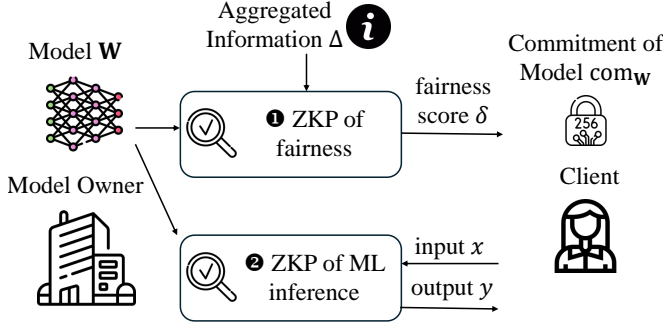 Aggregated
Information Δ
i
Model W
Commitment of
Model com_W
fairness
score δ
256
❶ ZKP of
fairness
Model Owner
Client
❷ ZKP of ML
inference
input x
output y